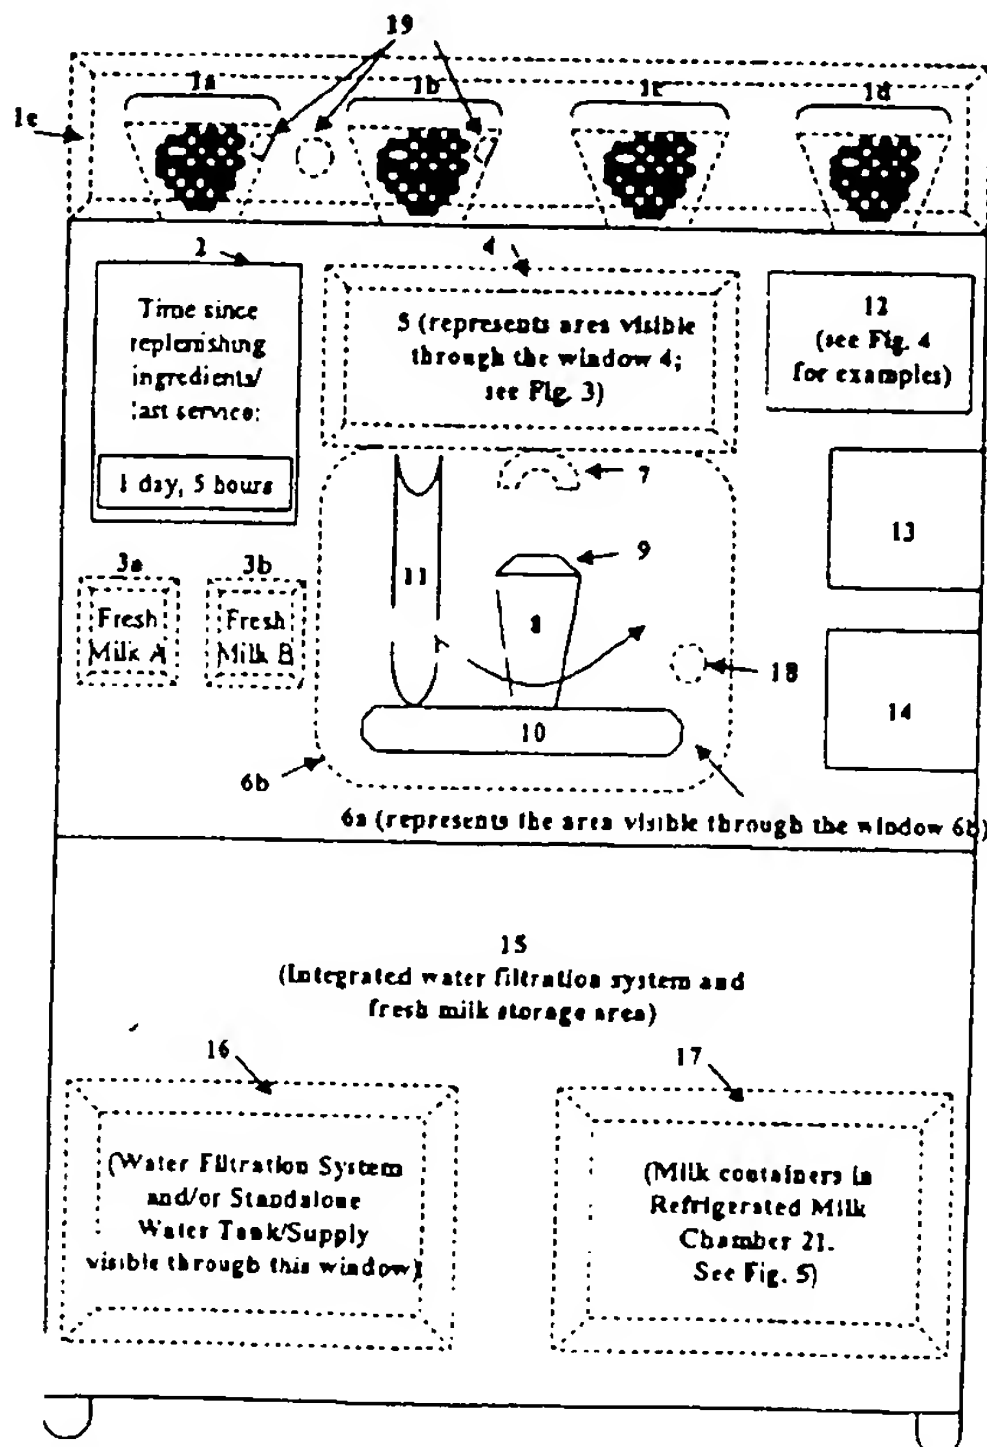 19
1a
1b
1c
1d
1e
2
4
Time since
replenishing
ingredients/
last service:
1 day, 5 hours
5 (represents area visible
through the window 4;
see Fig. 3)
12
(see Fig. 4
for examples)
7
13
3a
3b
9
11
Fresh
Milk A
Fresh
Milk B
8
18
14
10
6b
6a (represents the area visible through the window 6b)
15
(Integrated water filtration system and
fresh milk storage area)
16
17
(Water Filtration System
and/or Standalone
Water Tank/Supply
visible through this window)
(Milk containers in
Refrigerated Milk
Chamber 21.
See Fig. 5)